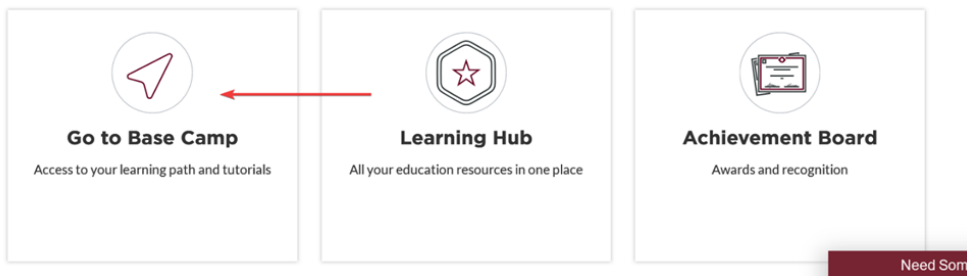 Go to Base Camp
Access to your learning path and tutorials
Learning Hub
All your education resources in one place
Achievement Board
Awards and recognition
Need Som